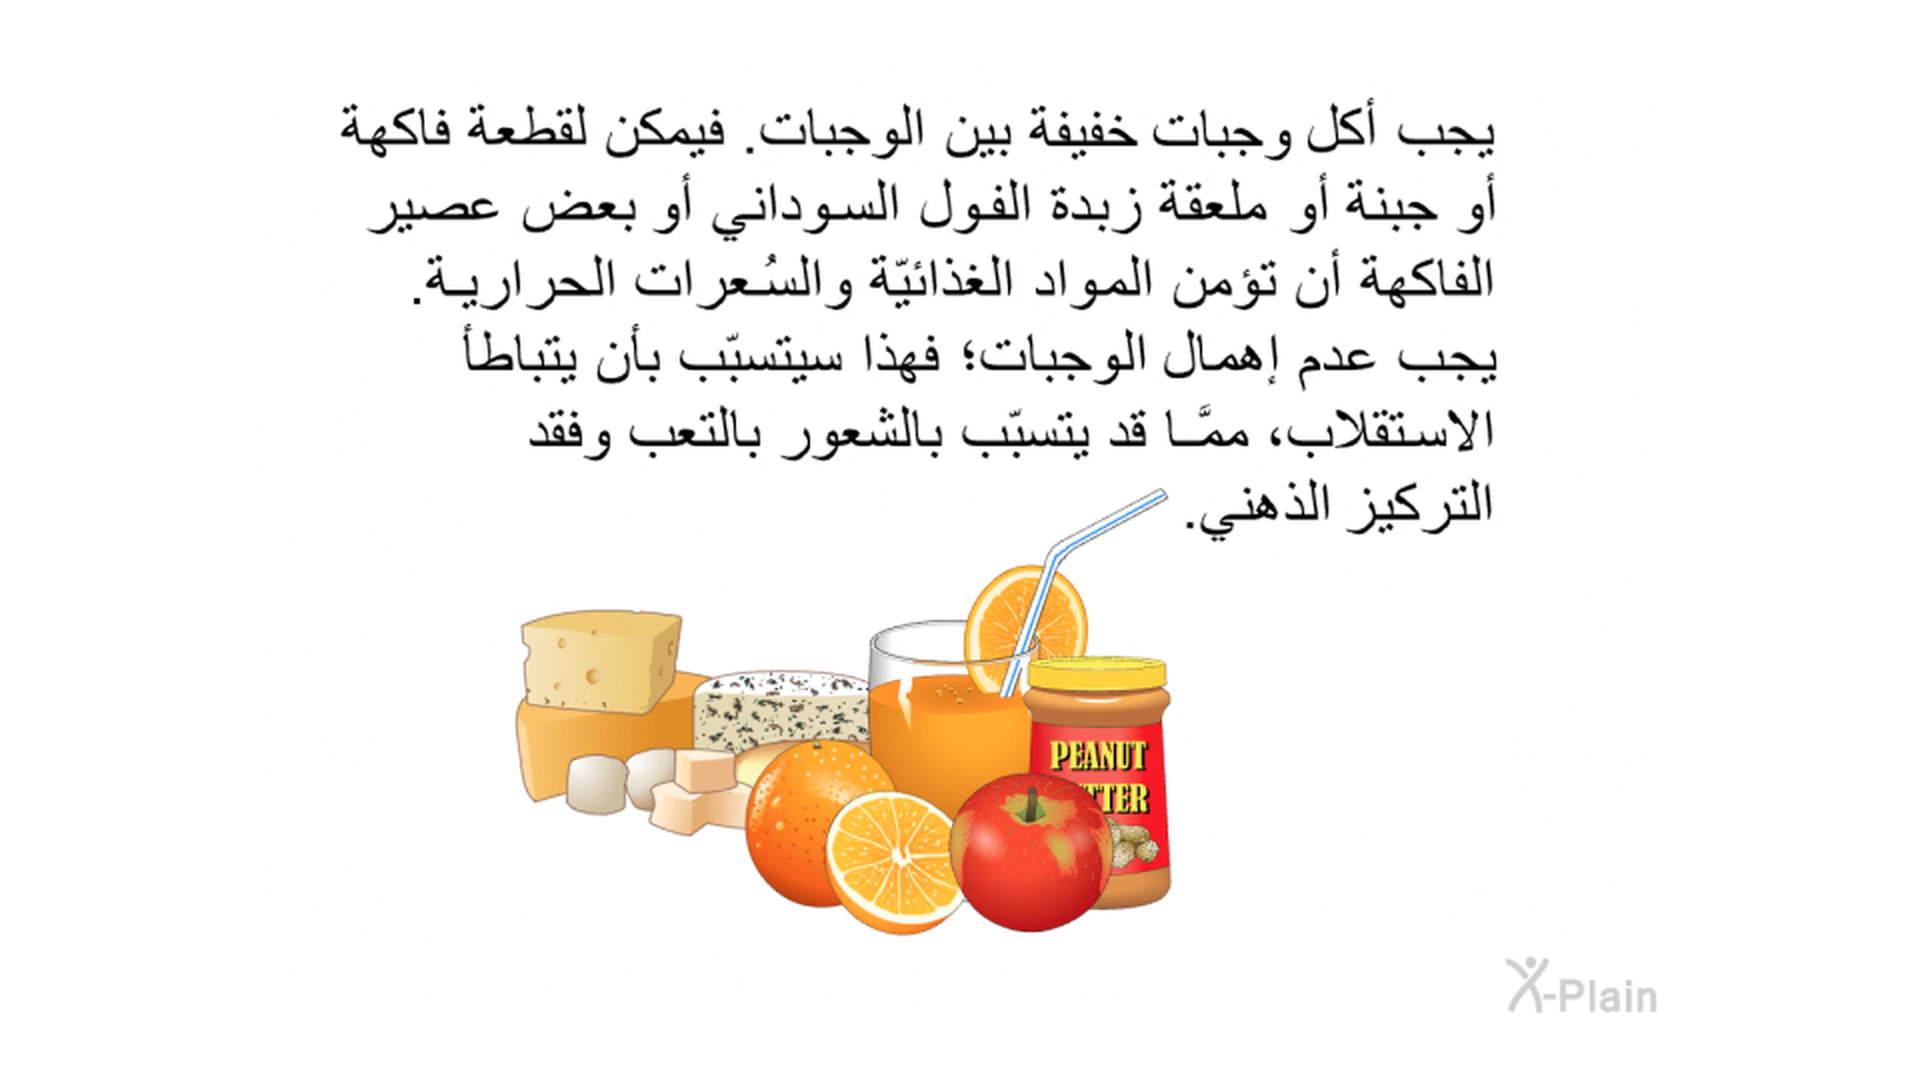 يجب أكل وجبات خفيفة بين الوجبات. فيمكن لقطعة فاكهة
أو جبنة أو ملعقة زبدة الفول السوداني أو بعض عصير
الفاكهة أن تؤمن المواد الغذائيّة والسُعرات الحرارية.
يجب عدم إهمال الوجبات؛ فهذا سيتسبّب بأن يتباطأ
الاستقلاب، ممَّا قد يتسبّب بالشعور بالتعب وفقد
التركيز الذهني.
PEANUT
TTER
X-Plain